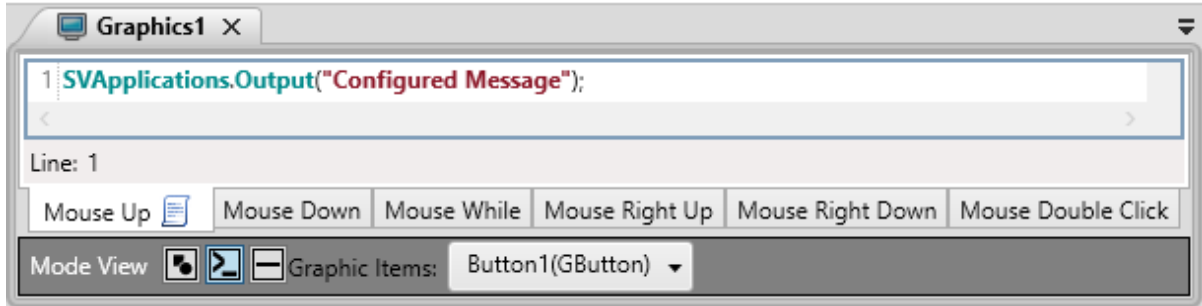 Graphics1
1 SVApplications.Output("Configured Message");
Line: 1
Mouse Up Mouse Down Mouse While Mouse Right Up Mouse Right Down Mouse Double Click
Mode View Graphic Items: Button1(GButton)